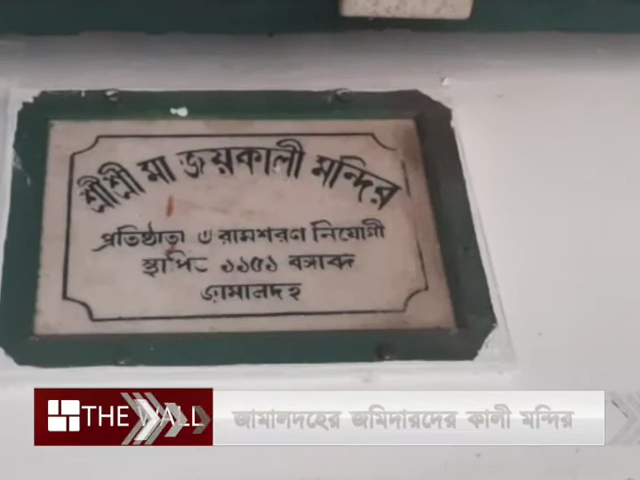 শ্রীশ্রী মা জয়কালী মন্দির
প্রতিষ্ঠাতা ৺ রামশরণ নিয়োগী
স্থাপিত ১১৫১ বঙ্গাব্দ
জামালদহ
THE WALL জামালদহের জমিদারদের কালী মন্দির